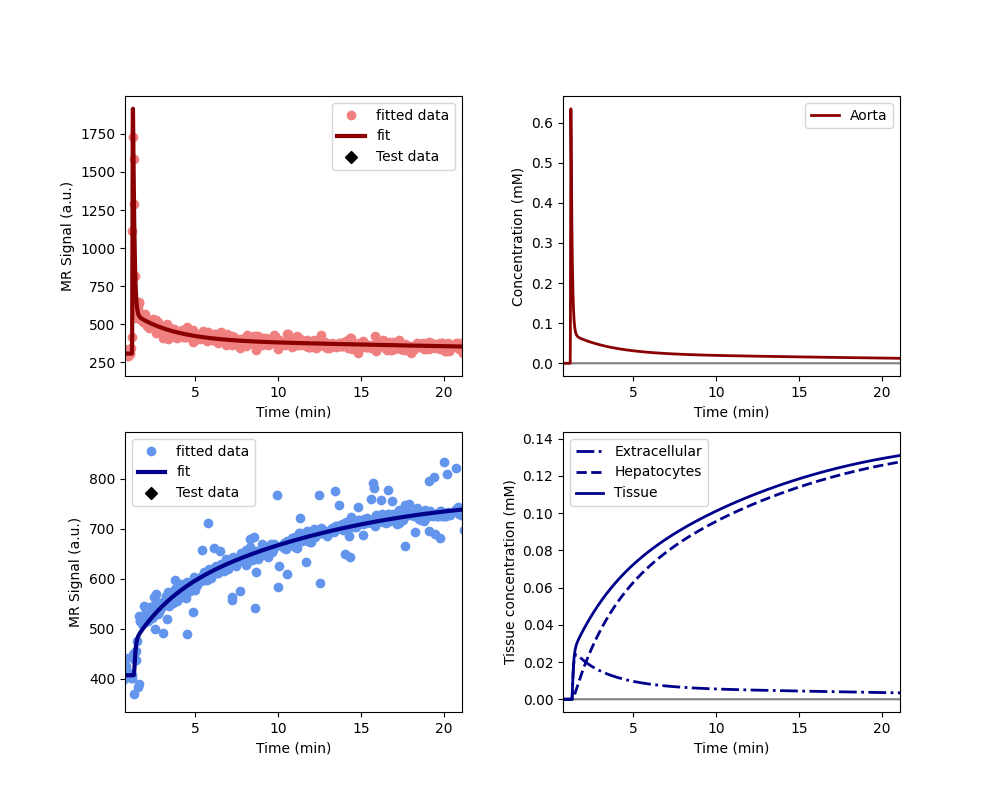 1750
1500
1250
1000
750
500
250
MR Signal (a.u.)
fitted data
fit
Test data
5
10
15
20
Time (min)
0.6
0.5
0.4
0.3
0.2
0.1
0.0
Concentration (mM)
Aorta
5
10
15
20
Time (min)
800
700
600
500
400
MR Signal (a.u.)
fitted data
fit
Test data
5
10
15
20
Time (min)
0.14
0.12
0.10
0.08
0.06
0.04
0.02
0.00
Tissue concentration (mM)
Extracellular
Hepatocytes
Tissue
5
10
15
20
Time (min)